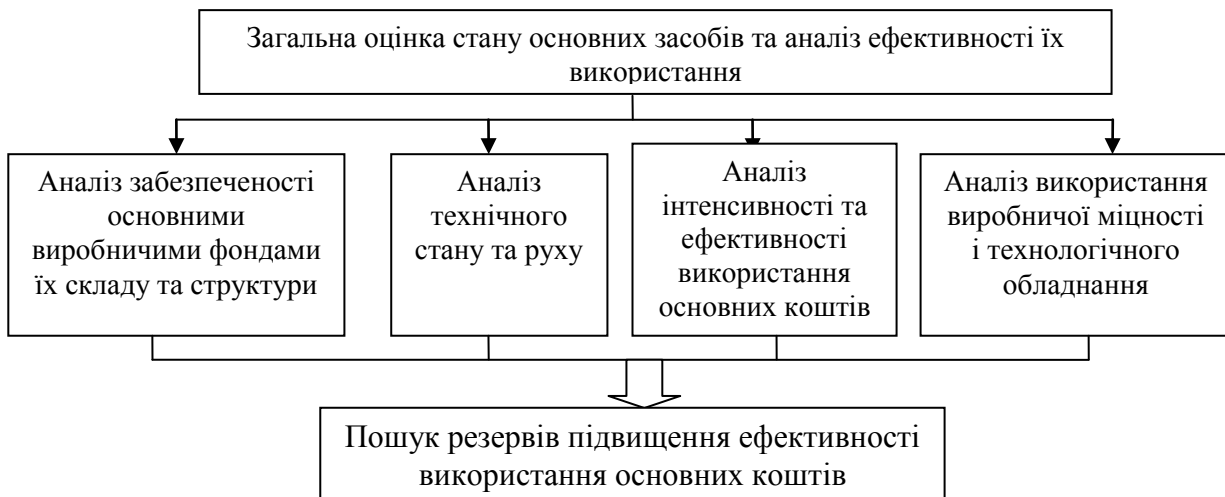 Загальна оцінка стану основних засобів та аналіз ефективності їх
використання
Аналіз забезпеченості
основними
виробничими фондами
їх складу та структури
Аналіз
технічного
стану та руху
Аналіз
інтенсивності та
ефективності
використання
основних коштів
Аналіз використання
виробничої міцності
і технологічного
обладнання
Пошук резервів підвищення ефективності
використання основних коштів